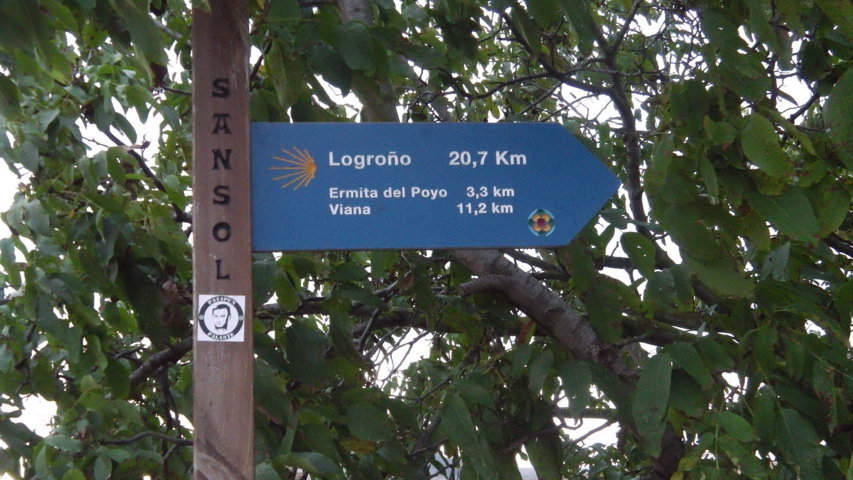 SANSOL
Logroño 20,7 Km
Ermita del Poyo 3,3 km
Viana 11,2 km